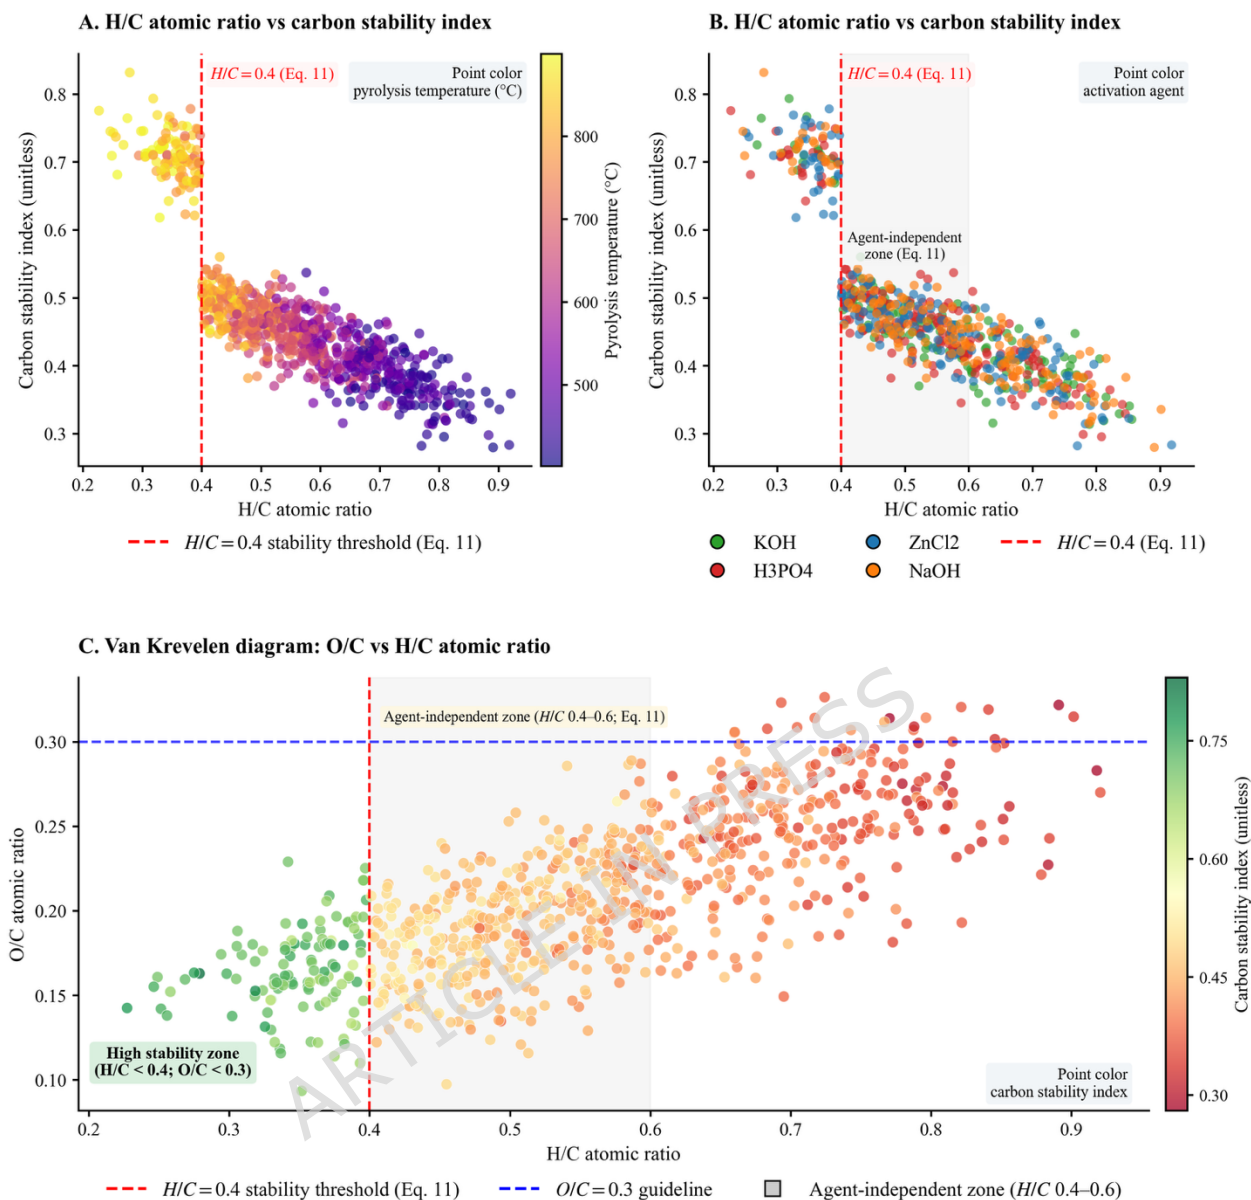 A. H/C atomic ratio vs carbon stability index
H/C = 0.4 (Eq. 11)
Point color
pyrolysis temperature (°C)
Carbon stability index (unitless)
0.8
0.7
0.6
0.5
0.4
0.3
0.2 0.3 0.4 0.5 0.6 0.7 0.8 0.9
H/C atomic ratio
800
700
600
500
Pyrolysis temperature (°C)
H/C = 0.4 stability threshold (Eq. 11)
B. H/C atomic ratio vs carbon stability index
H/C = 0.4 (Eq. 11)
Point color
activation agent
Agent-independent
zone (Eq. 11)
Carbon stability index (unitless)
0.8
0.7
0.6
0.5
0.4
0.3
0.2 0.3 0.4 0.5 0.6 0.7 0.8 0.9
H/C atomic ratio
KOH ZnCl2 H/C = 0.4 (Eq. 11)
H3PO4 NaOH
C. Van Krevelen diagram: O/C vs H/C atomic ratio
Agent-independent zone (H/C 0.4–0.6; Eq. 11)
O/C atomic ratio
0.30
0.25
0.20
0.15
0.10
High stability zone
(H/C < 0.4; O/C < 0.3)
ARTICLE IN PRESS
Point color
carbon stability index
0.2 0.3 0.4 0.5 0.6 0.7 0.8 0.9
H/C atomic ratio
0.75
0.60
0.45
0.30
Carbon stability index (unitless)
H/C = 0.4 stability threshold (Eq. 11) O/C = 0.3 guideline Agent-independent zone (H/C 0.4–0.6)